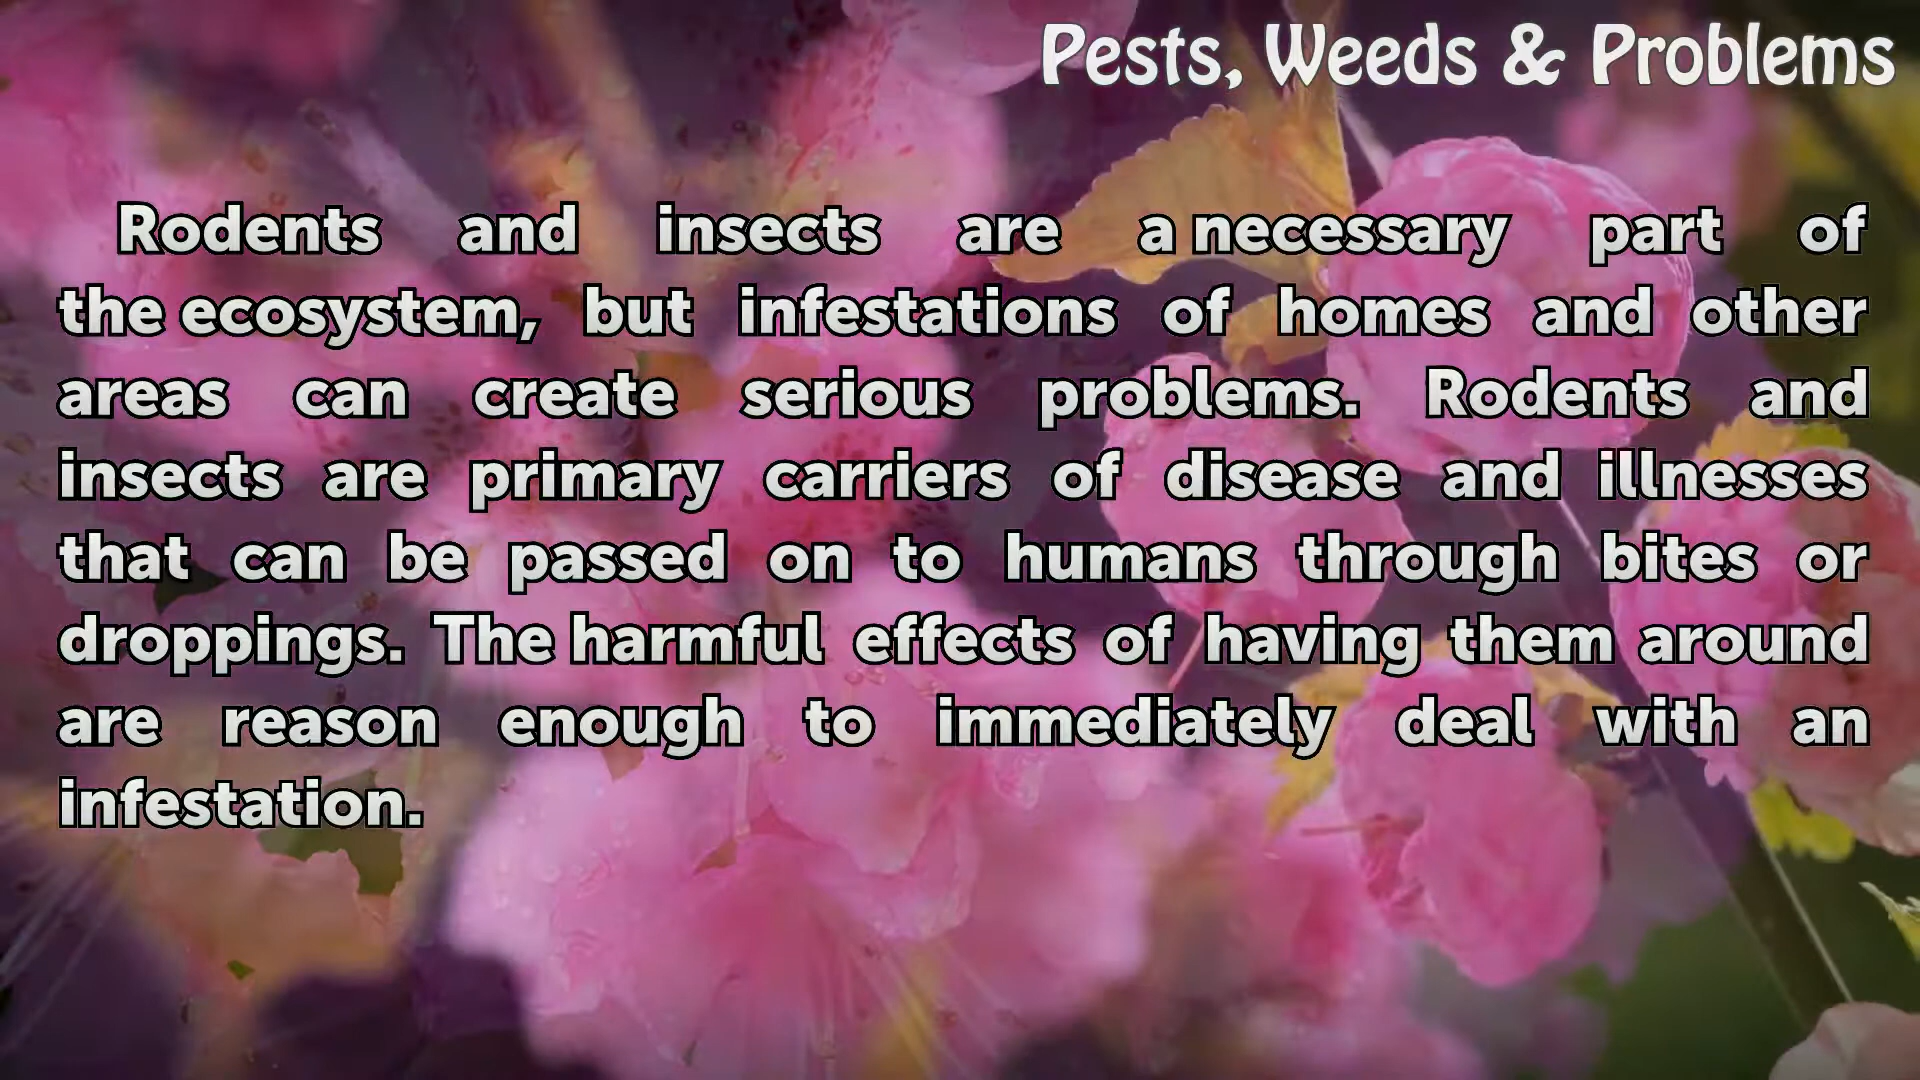 Pests, Weeds & Problems
Rodents and insects are a necessary part of
the ecosystem, but infestations of homes and other
areas can create serious problems. Rodents and
insects are primary carriers of disease and illnesses
that can be passed on to humans through bites or
droppings. The harmful effects of having them around
are reason enough to immediately deal with an
infestation.